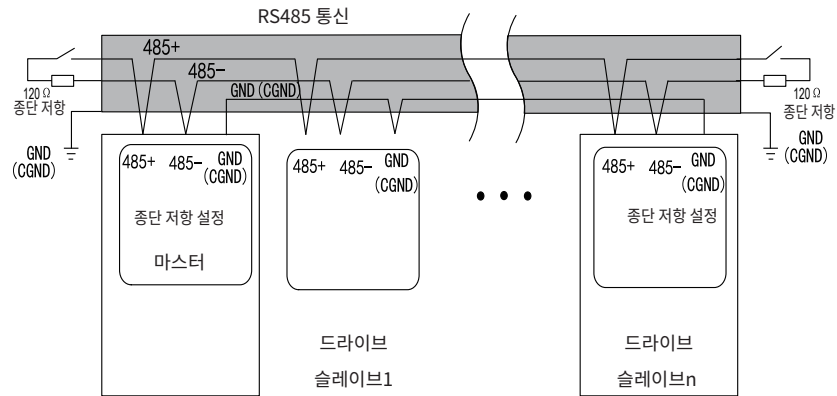 RS485 통신
485+
485-
GND (CGND)
120 Ω
종단 저항
120 Ω
종단 저항
GND
(CGND)
GND
(CGND)
485+ 485- GND
(CGND)
종단 저항 설정
마스터
485+ 485- GND
(CGND)
485+ 485- GND
(CGND)
종단 저항 설정
드라이브
슬레이브1
드라이브
슬레이브n